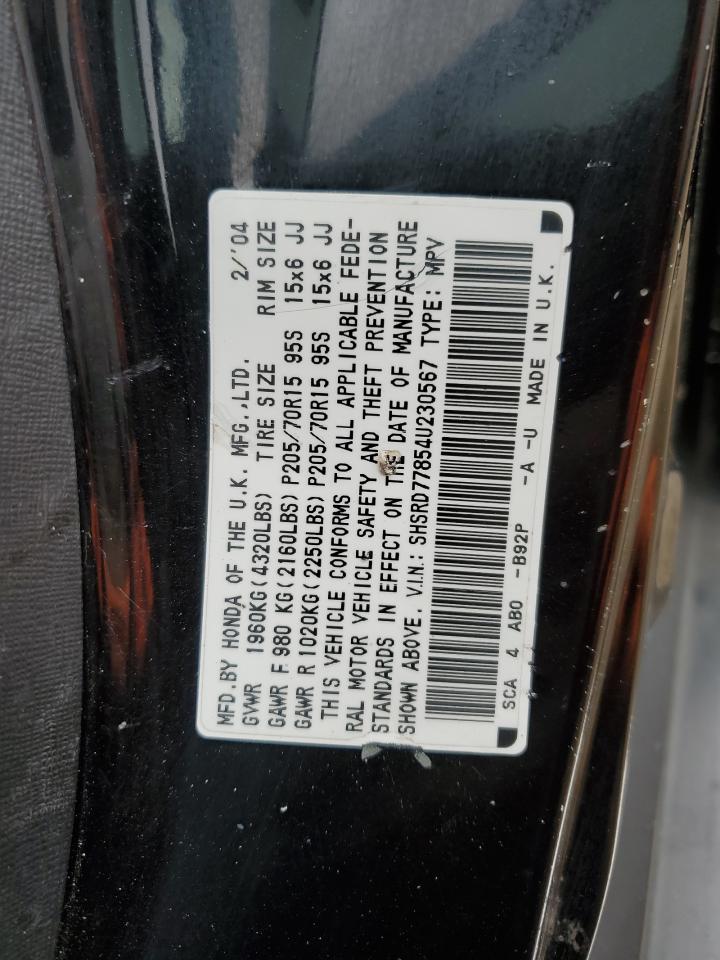 MFD.BY HONDA OF THE U.K. MFG.,LTD. 2/'04
GVWR 1960KG(4320LBS) TIRE SIZE RIM SIZE
GAWR F 980 KG(2160LBS) P205/70R15 95S 15x6 JJ
GAWR R 1020KG(2250LBS) P205/70R15 95S 15x6 JJ
THIS VEHICLE CONFORMS TO ALL APPLICABLE FEDE-
RAL MOTOR VEHICLE SAFETY AND THEFT PREVENTION
STANDARDS IN EFFECT ON THE DATE OF MANUFACTURE
SHOWN ABOVE. V.I.N.: SHSRD77854U230567 TYPE: MPV
SCA 4 ABO -B92P -A -U MADE IN U.K.